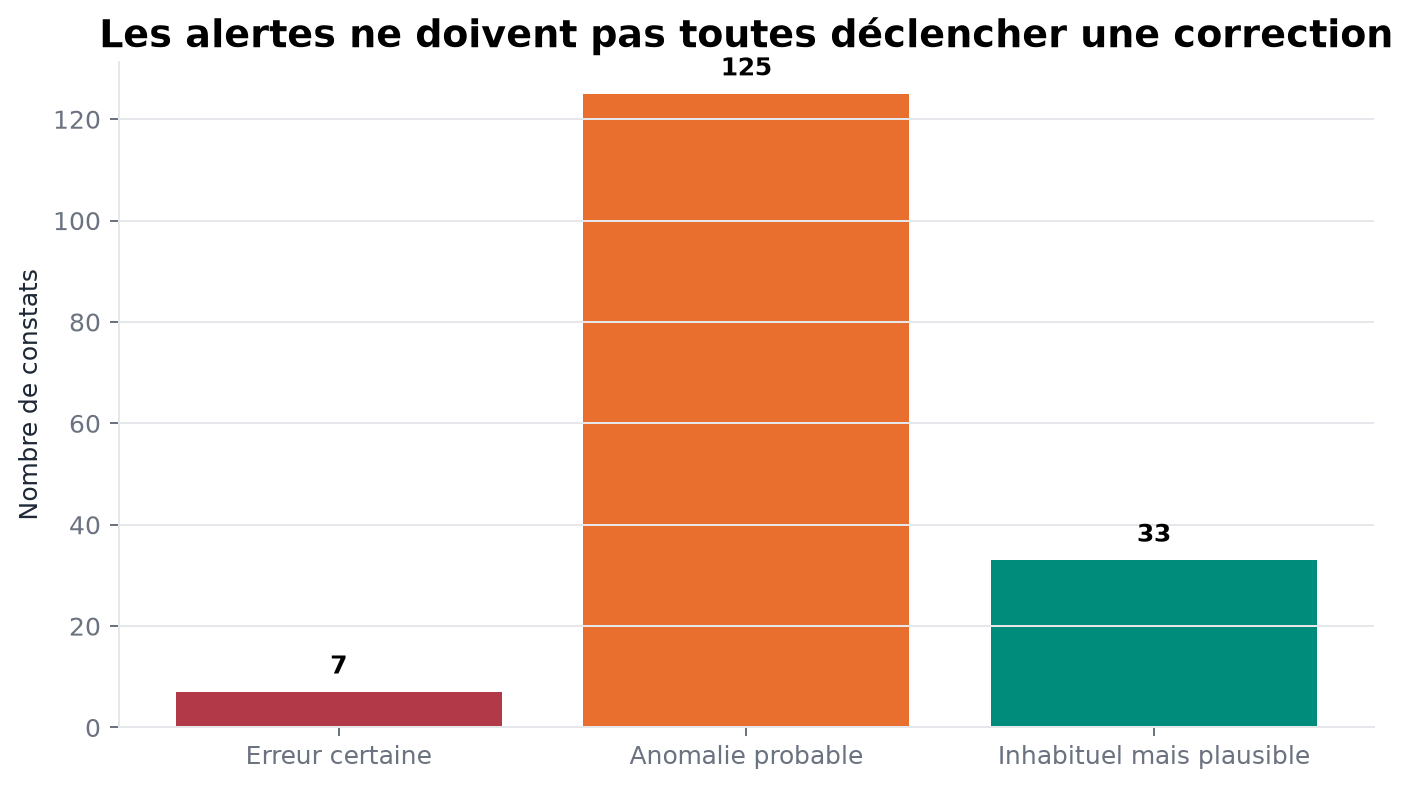 Les alertes ne doivent pas toutes déclencher une correction
125
120
100
80
60
40
20
0
Nombre de constats
33
7
Erreur certaine
Anomalie probable
Inhabituel mais plausible